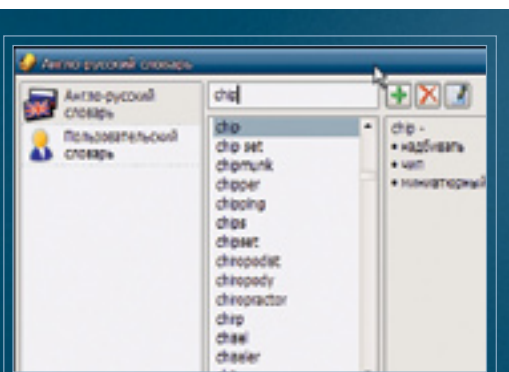 Англо-русский словарь
Англо-русский
словарь
Пользовательский
словарь
chip
chip
chip set
chipmunk
chipper
chipping
chips
chipset
chiropodist
chiropody
chiropractor
chirp
chisel
chiseler
chip -
• надбивать
• чип
• миниатюрный